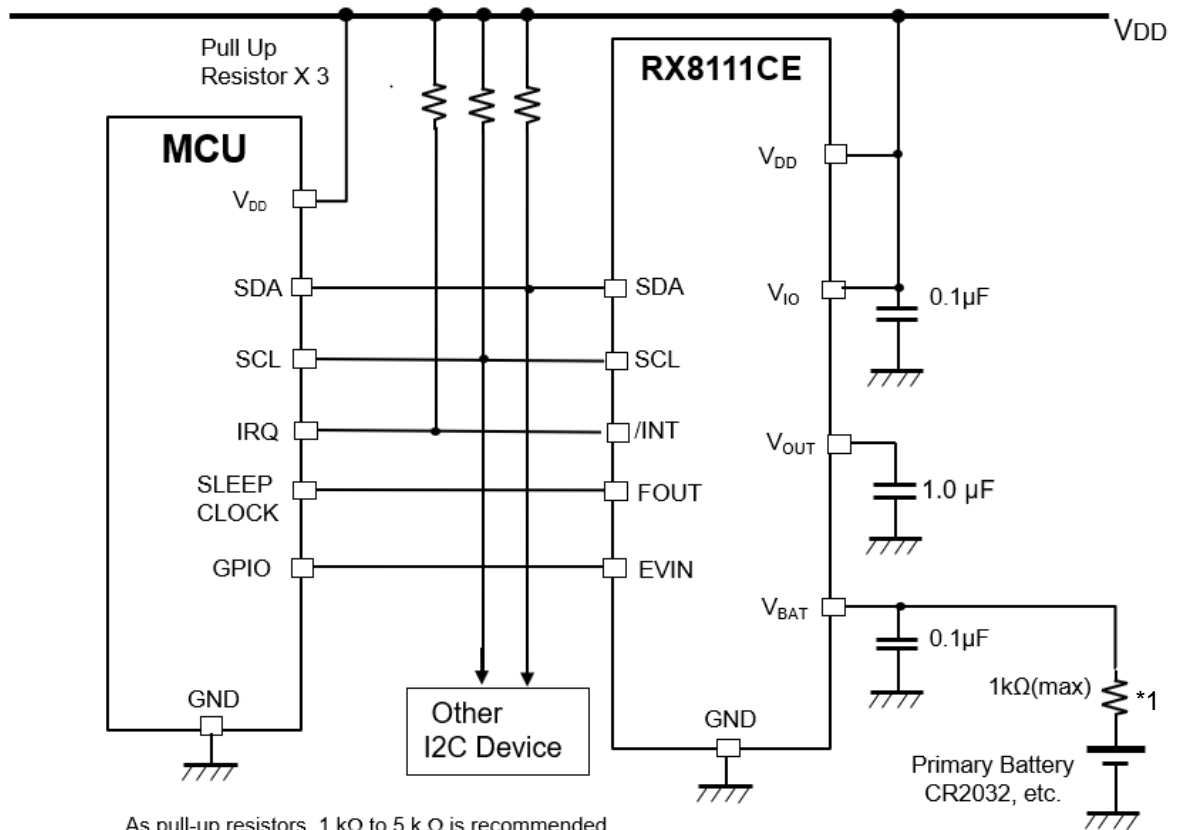 VDD
Pull Up
Resistor X 3
RX8111CE
MCU
VDD
VDD
SDA
SDA
VIO
0.1µF
SCL
SCL
IRQ
/INT
VOUT
SLEEP
CLOCK
FOUT
1.0 µF
GPIO
EVIN
VBAT
0.1µF
1kΩ(max)
*1
GND
Other
I2C Device
GND
Primary Battery
CR2032, etc.
As pull-up resistors, 1 kΩ to 5 k Ω is recommended